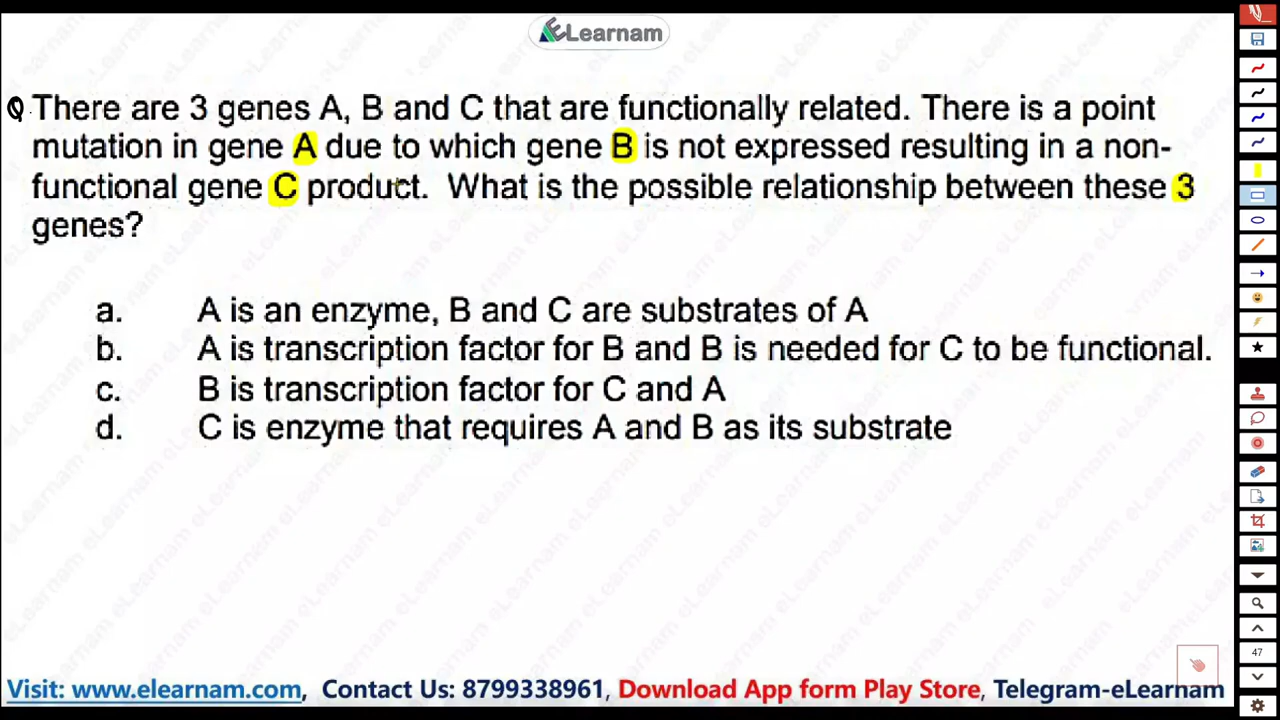 ELearnam
Q There are 3 genes A, B and C that are functionally related. There is a point
mutation in gene A due to which gene B is not expressed resulting in a non-
functional gene C product. What is the possible relationship between these 3
genes?
a. A is an enzyme, B and C are substrates of A
b. A is transcription factor for B and B is needed for C to be functional.
c. B is transcription factor for C and A
d. C is enzyme that requires A and B as its substrate
47
Visit: www.elearnam.com, Contact Us: 8799338961, Download App form Play Store, Telegram-eLearnam